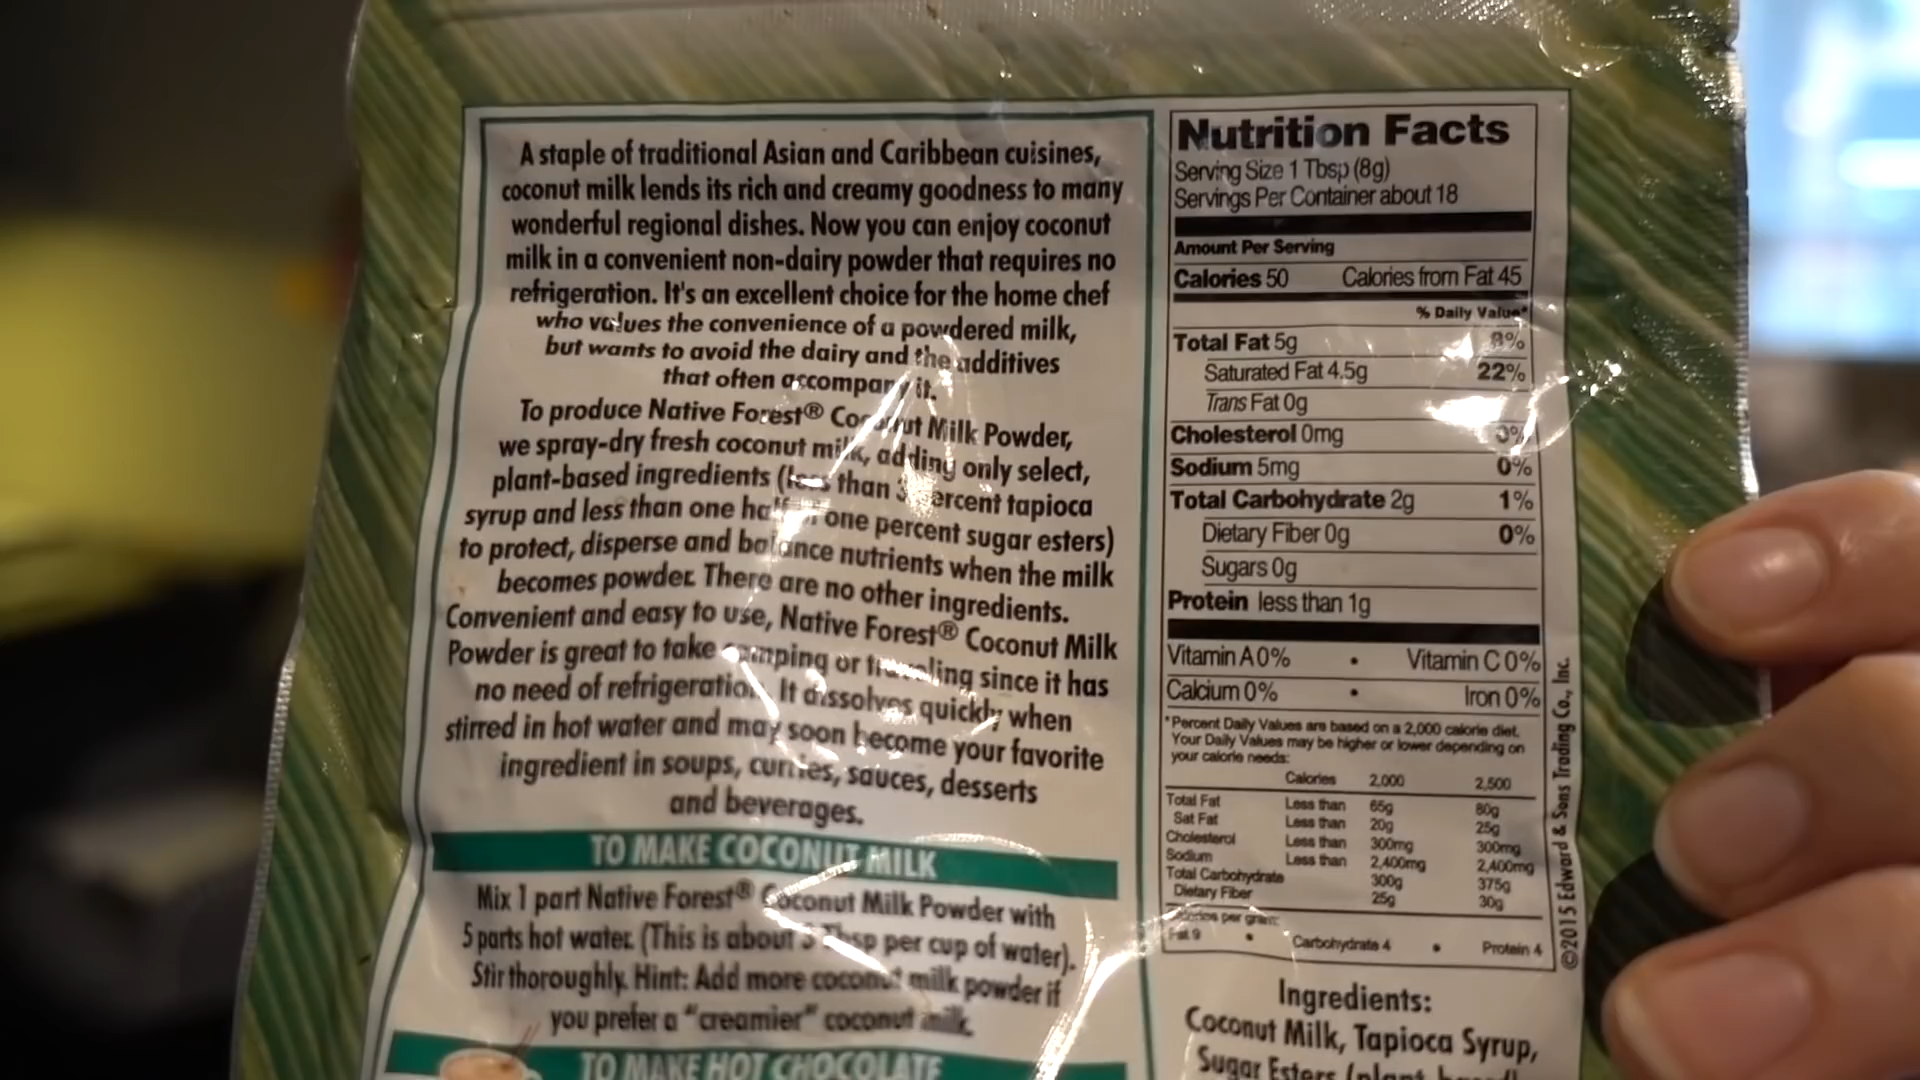 A staple of traditional Asian and Caribbean cuisines,
coconut milk lends its rich and creamy goodness to many
wonderful regional dishes. Now you can enjoy coconut
milk in a convenient non-dairy powder that requires no
refrigeration. It's an excellent choice for the home chef
who values the convenience of a powdered milk,
but wants to avoid the dairy and the additives
that often accompany it.
To produce Native Forest® Coconut Milk Powder,
we spray-dry fresh coconut milk, adding only select,
plant-based ingredients (less than 3 percent tapioca
syrup and less than one half of one percent sugar esters)
to protect, disperse and balance nutrients when the milk
becomes powder. There are no other ingredients.
Convenient and easy to use, Native Forest® Coconut Milk
Powder is great to take camping or traveling since it has
no need of refrigeration. It dissolves quickly when
stirred in hot water and may soon become your favorite
ingredient in soups, curries, sauces, desserts
and beverages.
TO MAKE COCONUT MILK
Mix 1 part Native Forest® Coconut Milk Powder with
5 parts hot water. (This is about Tbsp per cup of water).
Stir thoroughly. Hint: Add more coconut milk powder if
you prefer a "creamier" coconut milk.
TO MAKE HOT CHOCOLATE
Nutrition Facts
Serving Size 1 Tbsp (8g)
Servings Per Container about 18
Amount Per Serving
Calories 50 Calories from Fat 45
% Daily Value*
Total Fat 5g 8%
Saturated Fat 4.5g 22%
Trans Fat 0g
Cholesterol 0mg 0%
Sodium 5mg 0%
Total Carbohydrate 2g 1%
Dietary Fiber 0g 0%
Sugars 0g
Protein less than 1g
Vitamin A 0% • Vitamin C 0%
Calcium 0% • Iron 0%
*Percent Daily Values are based on a 2,000 calorie diet.
Your Daily Values may be higher or lower depending on
your calorie needs:
Calories 2,000 2,500
Total Fat Less than 65g 80g
Sat Fat Less than 20g 25g
Cholesterol Less than 300mg 300mg
Sodium Less than 2,400mg 2,400mg
Total Carbohydrate 300g 375g
Dietary Fiber 25g 30g
Calories per gram:
Fat 9 • Carbohydrate 4 • Protein 4
©2015 Edward & Sons Trading Co., Inc.
Ingredients:
Coconut Milk, Tapioca Syrup,
Sugar Esters (plant-based)